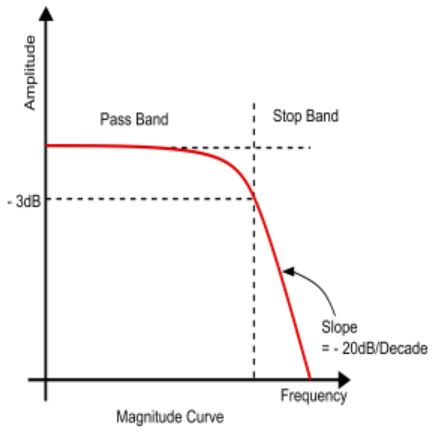 Amplitude
Pass Band
Stop Band
- 3dB
Slope
= - 20dB/Decade
Frequency
Magnitude Curve